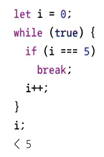 let i = 0;
while (true) {
  if (i === 5)
    break;
  i++;
}
i;
< 5